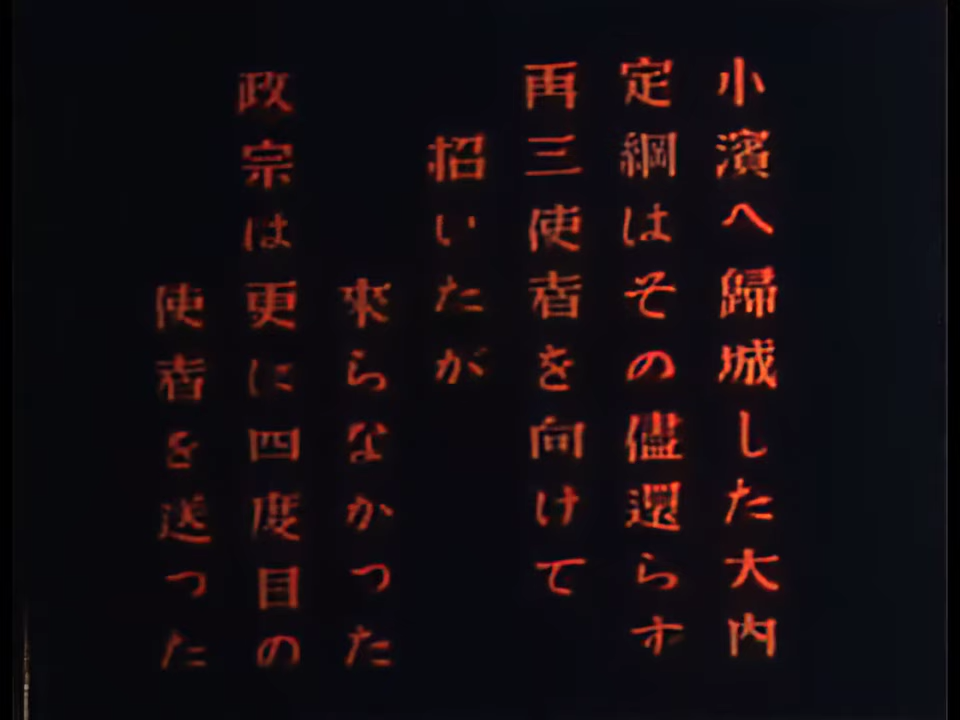 小濱へ歸城した大内
定綱はその儘還らす
再三使者を向けて
招いたが
來らなかつた
政宗は更に四度目の
使者を送つた